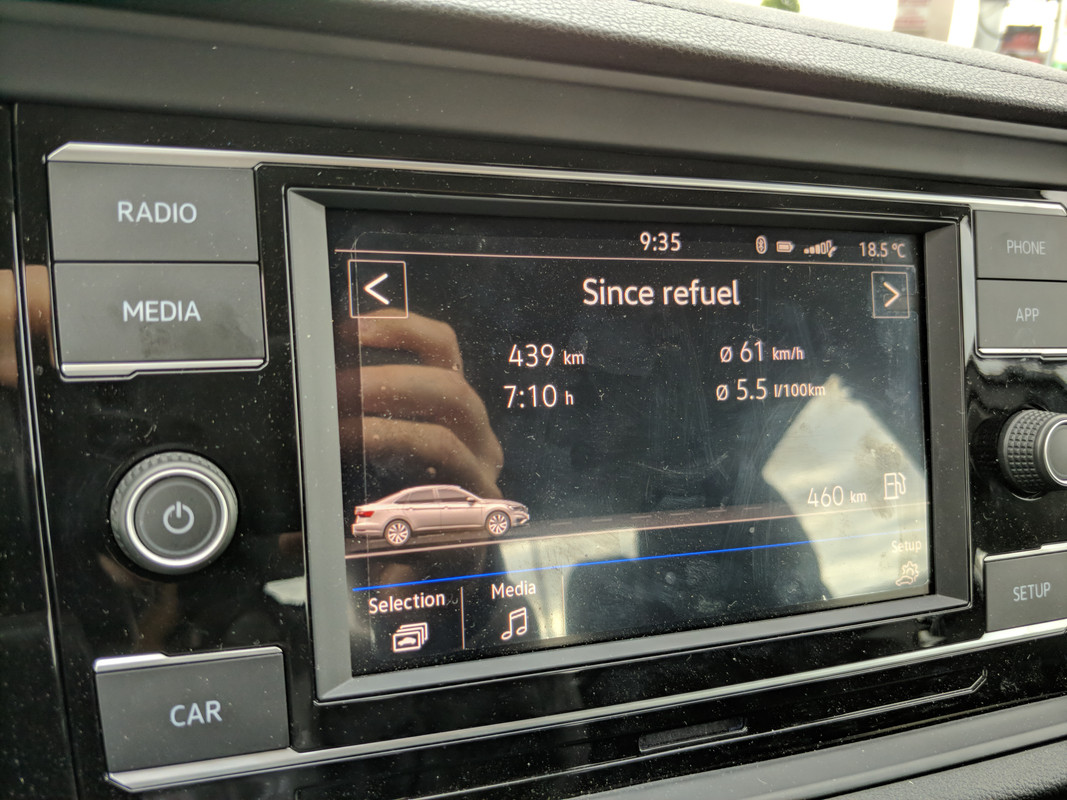 RADIO
MEDIA
CAR
9:35
18.5 °C
<
Since refuel
>
439 km
Ø 61 km/h
7:10 h
Ø 5.5 l/100km
460 km
Setup
Selection
Media
PHONE
APP
SETUP